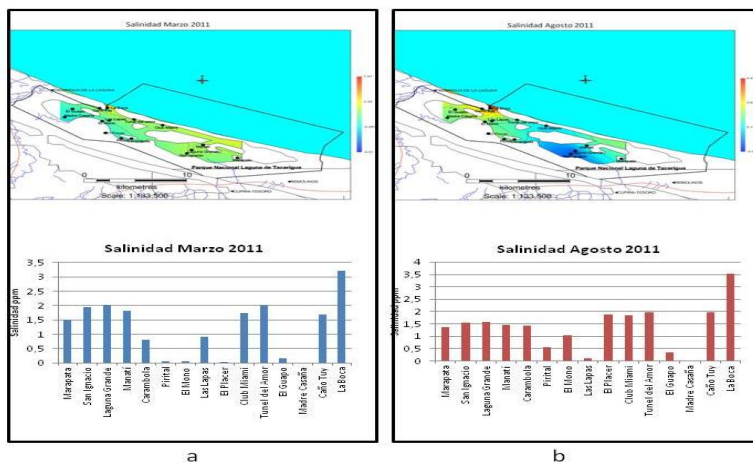 Salinidad Marzo 2011
Parque Nacional Laguna de Tacarigua
0
10
kilometres
Scale: 1:133,500
Salinidad Marzo 2011
Salinidad ppm
3,5
3
2,5
2
1,5
1
0,5
0
Marapata
San Ignacio
Laguna Grande
Manatí
Carambola
Pirital
El Mono
Las Lapas
El Placer
Club Miami
Tunel del Amor
El Guapo
Madre Casaña
Caño Tuy
La Boca
a
Salinidad Agosto 2011
Parque Nacional Laguna de Tacarigua
0
10
kilometres
Scale: 1:133,500
Salinidad Agosto 2011
Salinidad ppm
4
3,5
3
2,5
2
1,5
1
0,5
0
Marapata
San Ignacio
Laguna Grande
Manatí
Carambola
Pirital
El Mono
Las Lapas
El Placer
Club Miami
Tunel del Amor
El Guapo
Madre Casaña
Caño Tuy
La Boca
b